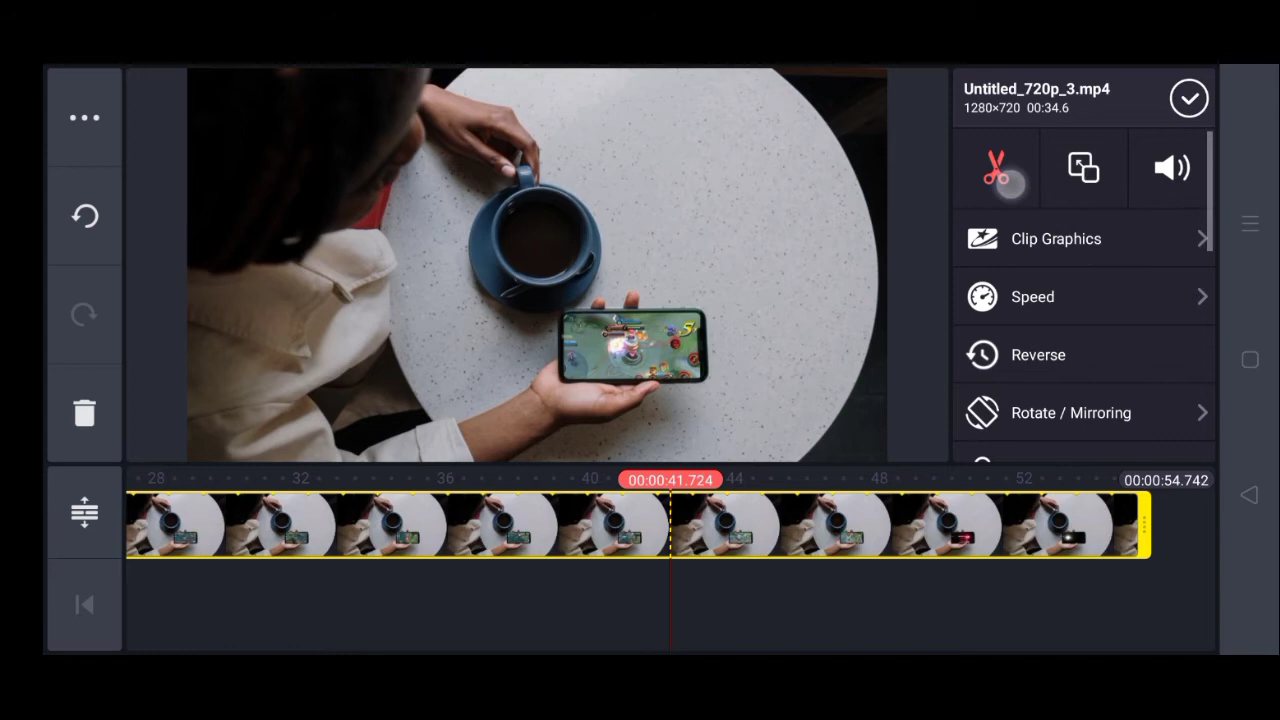 Untitled_720p_3.mp4
1280×720 00:34.6
Clip Graphics
Speed
Reverse
Rotate / Mirroring
28 32 36 40 00:00:41.724 44 48 52 00:00:54.742